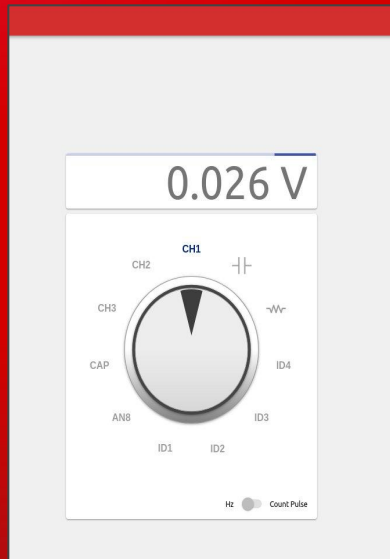 0.026 V
CH1
CH2
CH3
CAP
AN8
ID1
ID2
ID3
ID4
Hz
Count Pulse